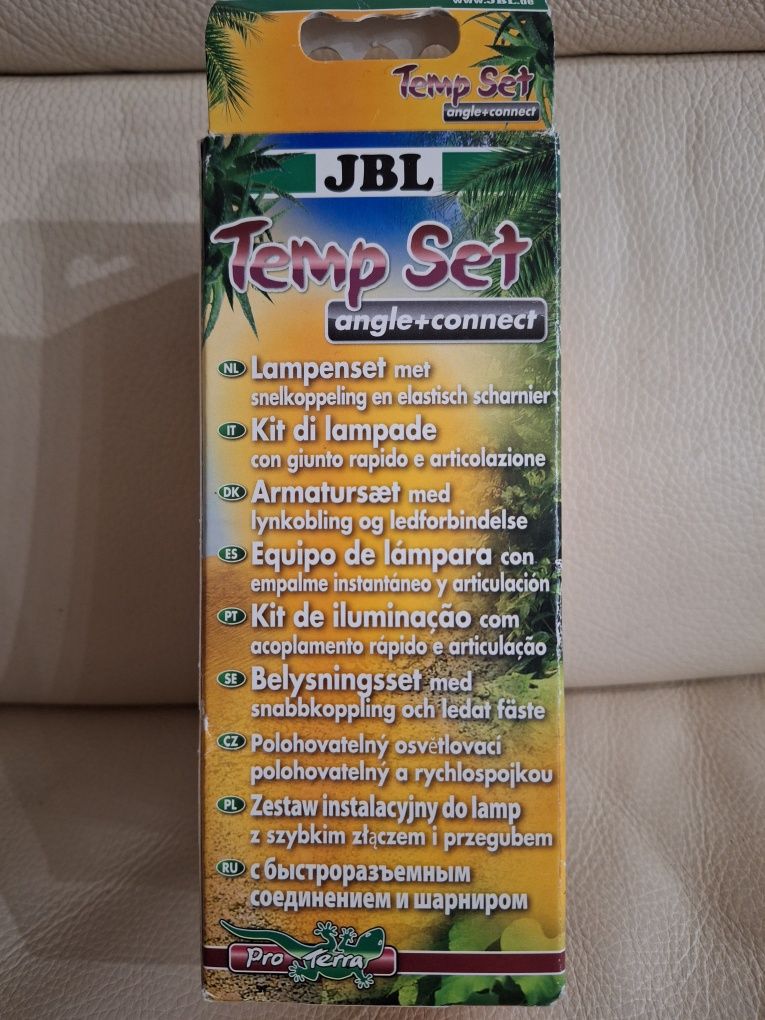 www.JBL.de
Temp Set
angle+connect
JBL
Temp Set
angle+connect
NL Lampenset met
snelkoppeling en elastisch scharnier
IT Kit di lampade
con giunto rapido e articolazione
DK Armatursæt med
lynkobling og ledforbindelse
ES Equipo de lámpara con
empalme instantáneo y articulación
PT Kit de iluminação com
acoplamento rápido e articulação
SE Belysningsset med
snabbkoppling och ledat fäste
CZ Polohovatelný osvětlovací
polohovatelný a rychlospojkou
PL Zestaw instalacyjny do lamp
z szybkim złączem i przegubem
RU с быстроразъемным
соединением и шарниром
Pro Terra